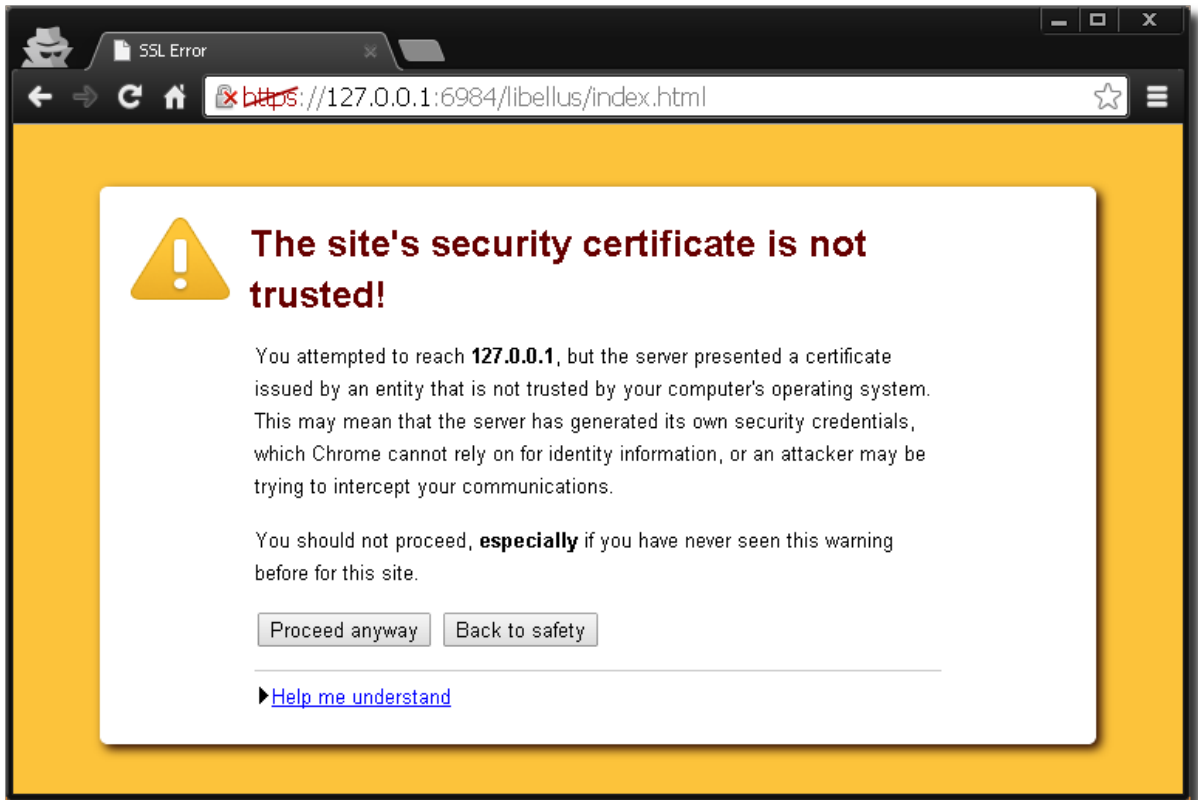 SSL Error
https://127.0.0.1:6984/libellus/index.html
The site's security certificate is not
trusted!
You attempted to reach 127.0.0.1, but the server presented a certificate
issued by an entity that is not trusted by your computer's operating system.
This may mean that the server has generated its own security credentials,
which Chrome cannot rely on for identity information, or an attacker may be
trying to intercept your communications.
You should not proceed, especially if you have never seen this warning
before for this site.
Proceed anyway Back to safety
Help me understand